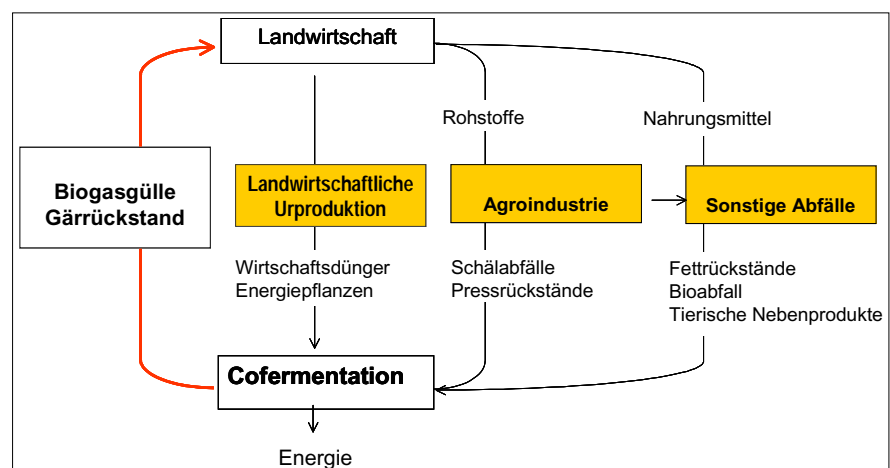 Landwirtschaft
Rohstoffe
Nahrungsmittel
Biogasgülle
Gärrückstand
Landwirtschaftliche
Urproduktion
Agroindustrie
Sonstige Abfälle
Wirtschaftsdünger
Energiepflanzen
Schälabfälle
Pressrückstände
Fettrückstände
Bioabfall
Tierische Nebenprodukte
Cofermentation
Energie